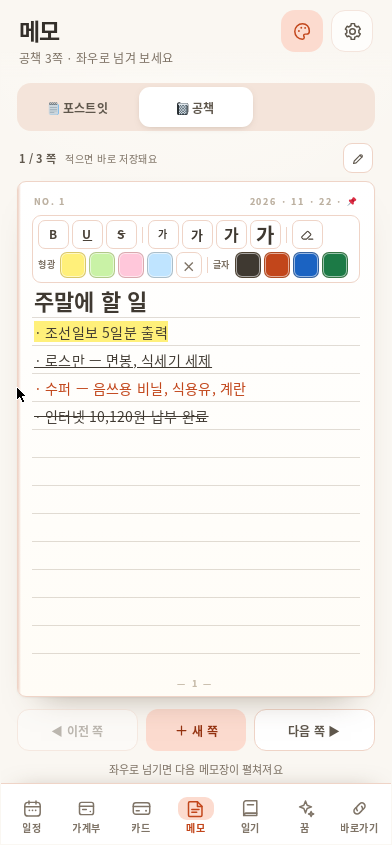 메모
공책 3쪽 · 좌우로 넘겨 보세요
포스트잇
공책
1 / 3 쪽 적으면 바로 저장돼요
NO. 1
2026 · 11 · 22 ·
B U S 가 가 가 가
형광 글자
주말에 할 일
· 조선일보 5일분 출력
· 로스만 — 면봉, 식세기 세제
· 수퍼 — 음쓰용 비닐, 식용유, 계란
· 인터넷 10,120원 납부 완료
— 1 —
◀ 이전 쪽
+ 새 쪽
다음 쪽 ▶
좌우로 넘기면 다음 메모장이 펼쳐져요
일정 가계부 카드 메모 일기 꿈 바로가기